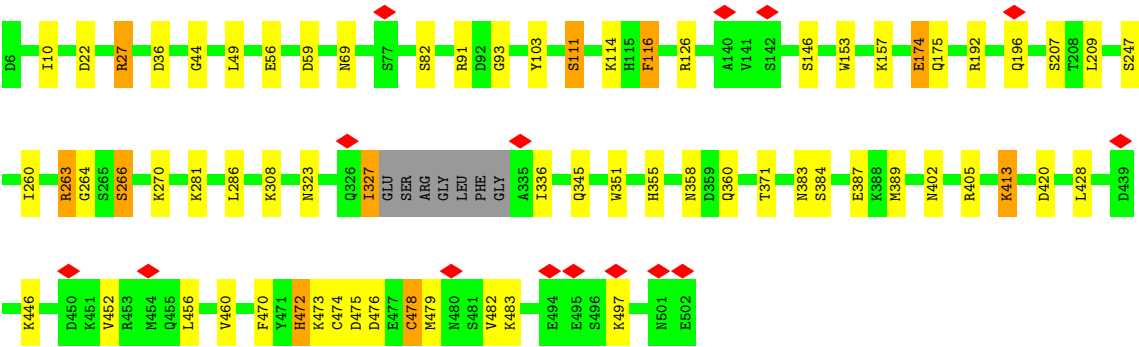 D6 I10 D22 R27 D36 G44 L49 E56 D59 N69 S77 S82 R91 D92 G93 Y103 S111 K114 H115 F116 R126 A140 V141 S142 S146 W153 K157 E174 Q175 R192 Q196 S207 T208 L209 S247
I260 R263 G264 S265 S266 K270 K281 L286 K308 N323 Q326 I327 GLU SER ARG GLY LEU PHE GLY A335 I336 Q345 W351 H355 N358 D359 Q360 T371 N383 S384 E387 K388 M389 N402 R405 K413 D420 L428 D439
K446 D450 K451 V452 R453 M454 Q455 L456 V460 F470 Y471 H472 K473 C474 D475 D476 E477 C478 M479 N480 S481 V482 K483 E494 E495 S496 K497 N501 E502